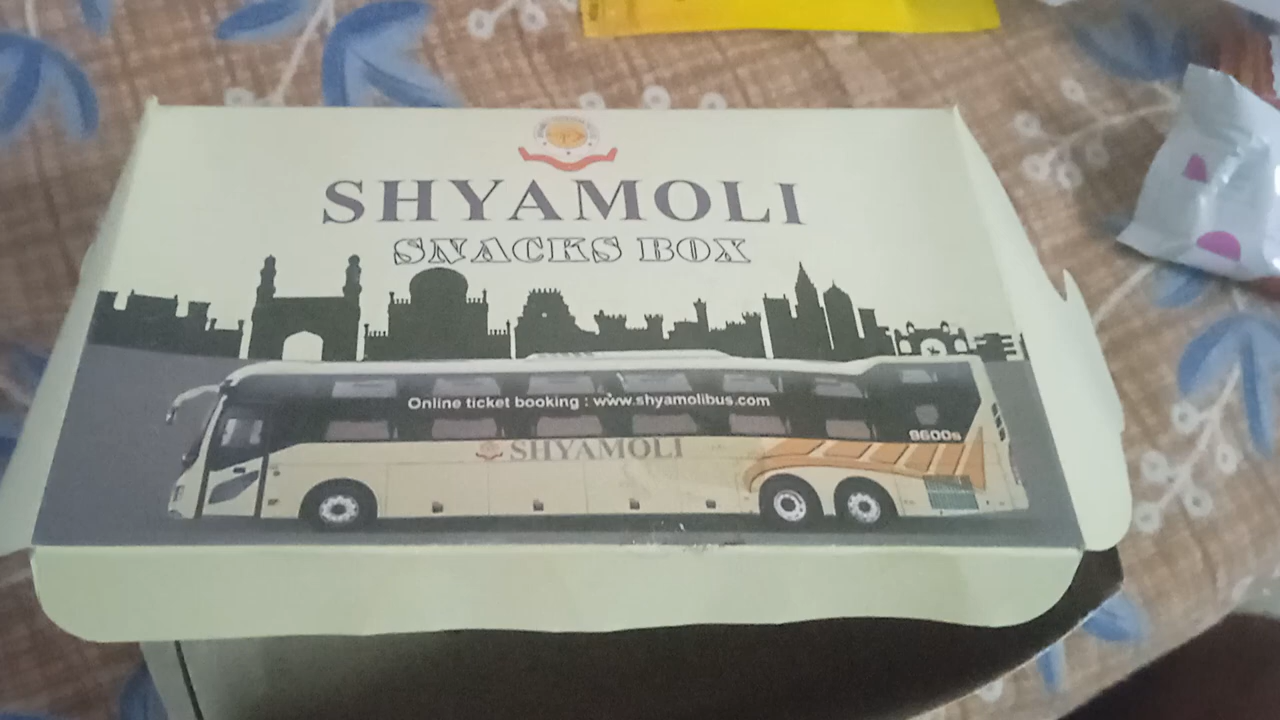 SHYAMOLI
SNACKS BOX
Online ticket booking : www.shyamolibus.com
9600s
SHYAMOLI